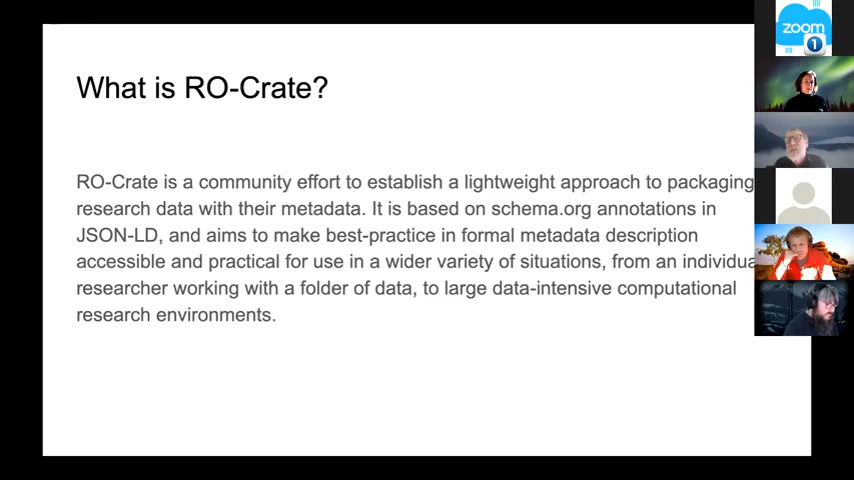 What is RO-Crate?
RO-Crate is a community effort to establish a lightweight approach to packaging
research data with their metadata. It is based on schema.org annotations in
JSON-LD, and aims to make best-practice in formal metadata description
accessible and practical for use in a wider variety of situations, from an individua
researcher working with a folder of data, to large data-intensive computational
research environments.
zoom
1